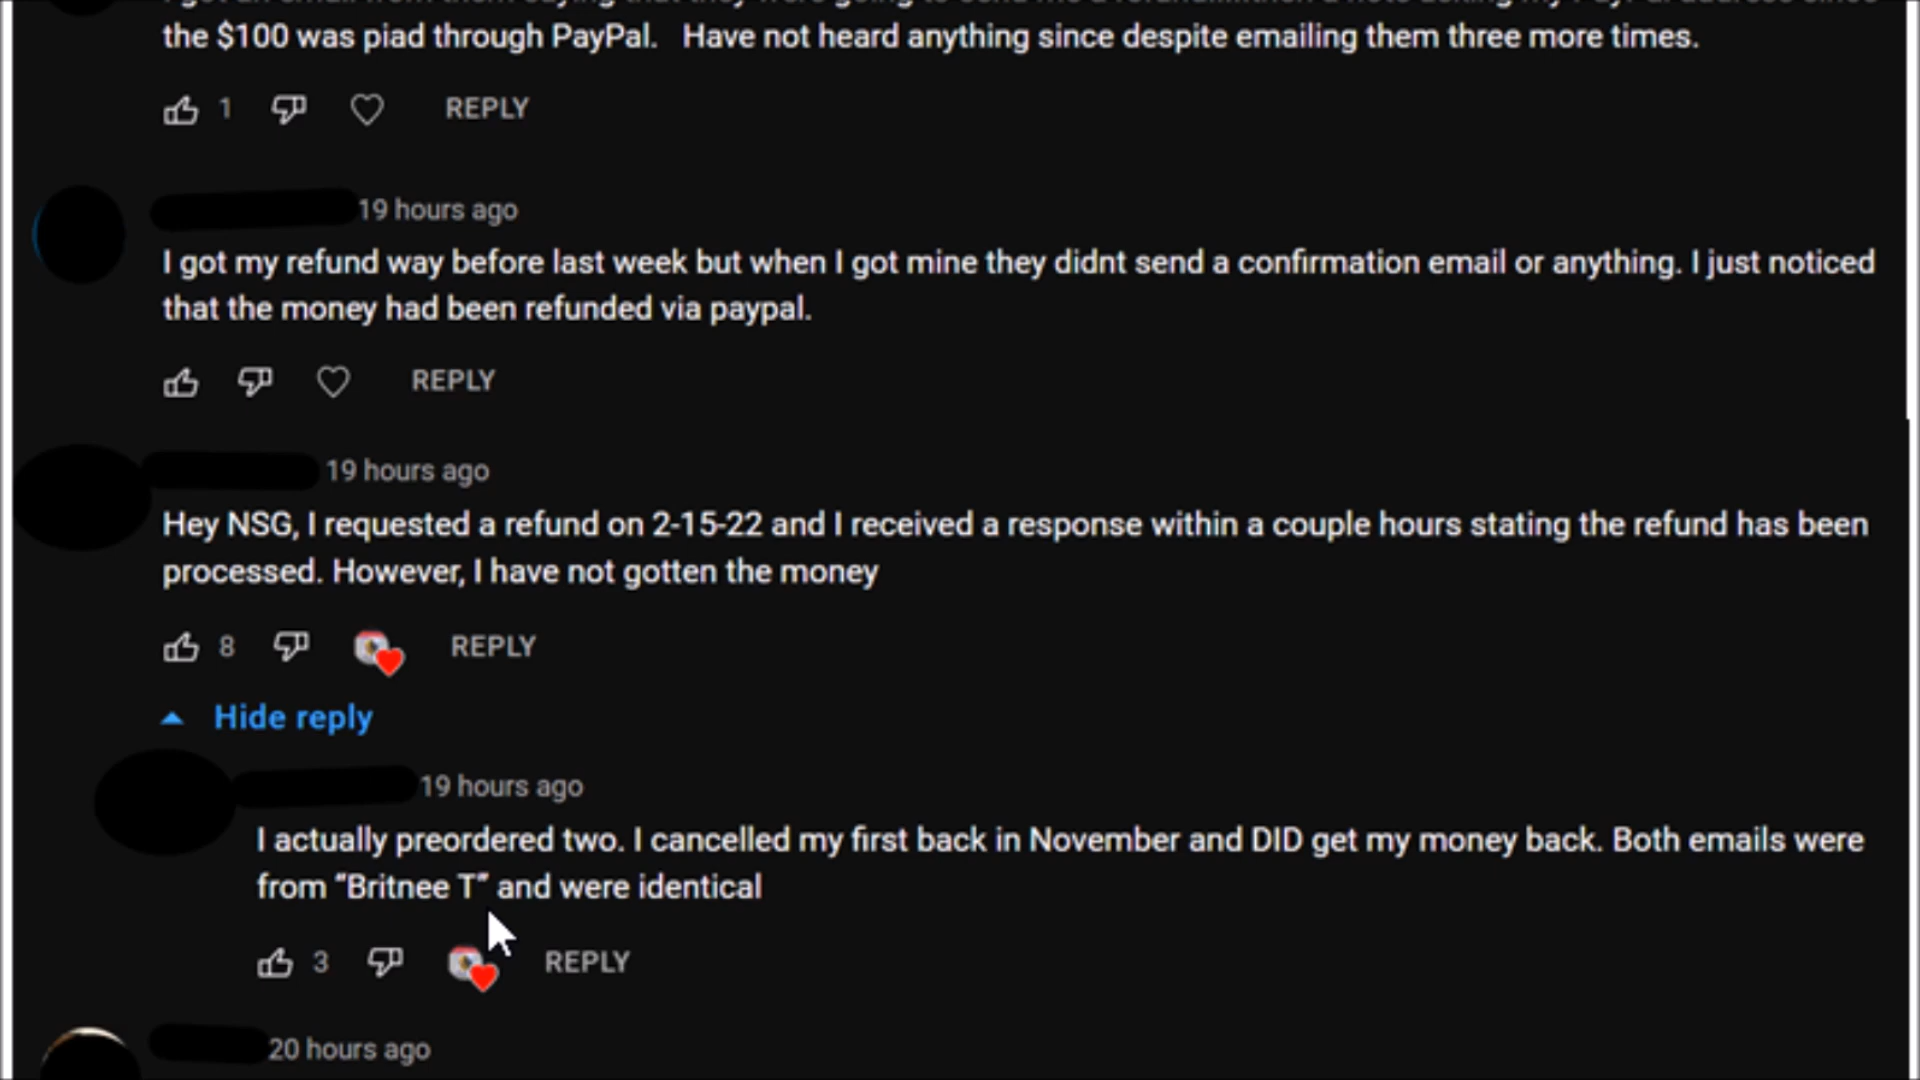 the $100 was piad through PayPal. Have not heard anything since despite emailing them three more times.
1 REPLY
19 hours ago
I got my refund way before last week but when I got mine they didnt send a confirmation email or anything. I just noticed
that the money had been refunded via paypal.
REPLY
19 hours ago
Hey NSG, I requested a refund on 2-15-22 and I received a response within a couple hours stating the refund has been
processed. However, I have not gotten the money
8 REPLY
Hide reply
19 hours ago
I actually preordered two. I cancelled my first back in November and DID get my money back. Both emails were
from “Britnee T” and were identical
3 REPLY
20 hours ago